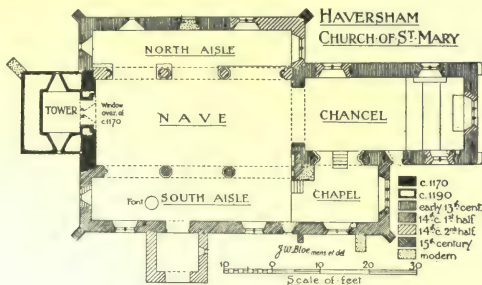 HAVERSHAM
CHURCH·OF·ST. MARY
NORTH AISLE
TOWER
Window
over. of
c.1170
NAVE
CHANCEL
Font
SOUTH AISLE
CHAPEL
c.1170
c.1190
early 13th cent.
14th c. 1st half
14th c. 2nd half
15th century
modern
J.W.Bloe mens et del
10 0 10 20 30
Scale of feet